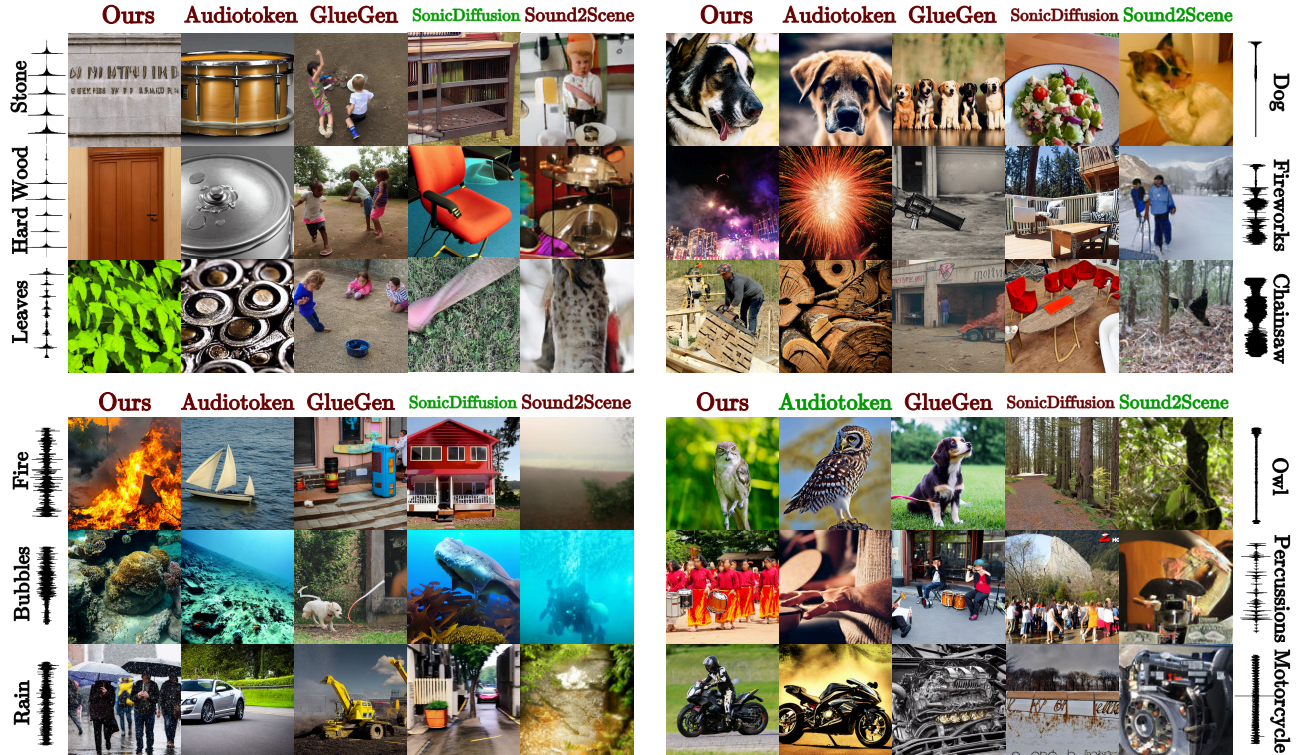 Ours Audiotoken GlueGen SonicDiffusion Sound2Scene
Stone
Hard Wood
Leaves
Ours Audiotoken GlueGen SonicDiffusion Sound2Scene
Dog
Fireworks
Chainsaw
Ours Audiotoken GlueGen SonicDiffusion Sound2Scene
Fire
Bubbles
Rain
Ours Audiotoken GlueGen SonicDiffusion Sound2Scene
Owl
Percussions
Motorcycle